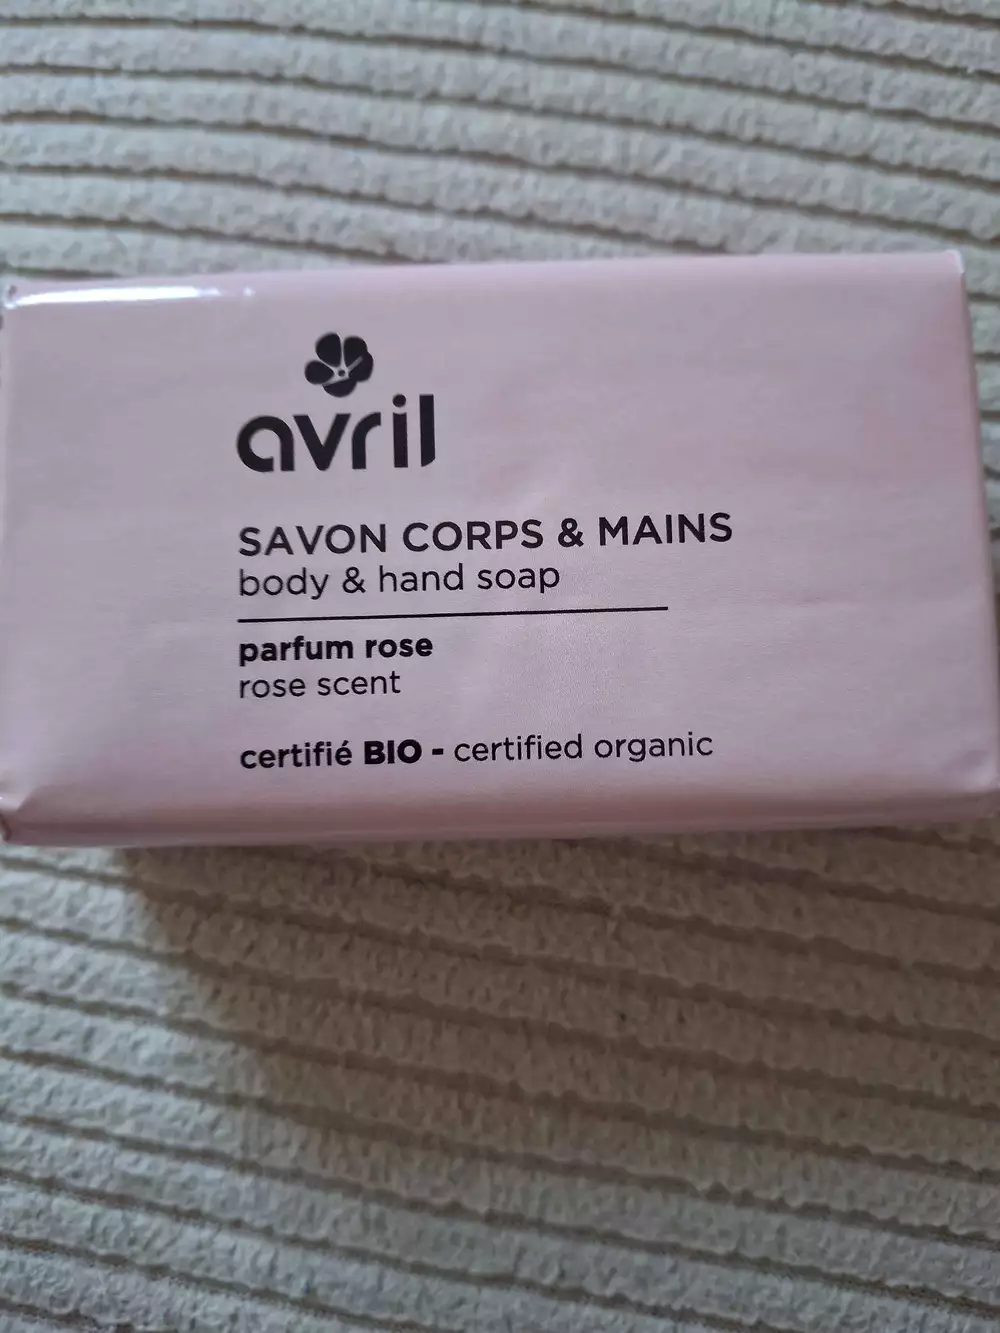 avril
SAVON CORPS & MAINS
body & hand soap
parfum rose
rose scent
certifié BIO - certified organic